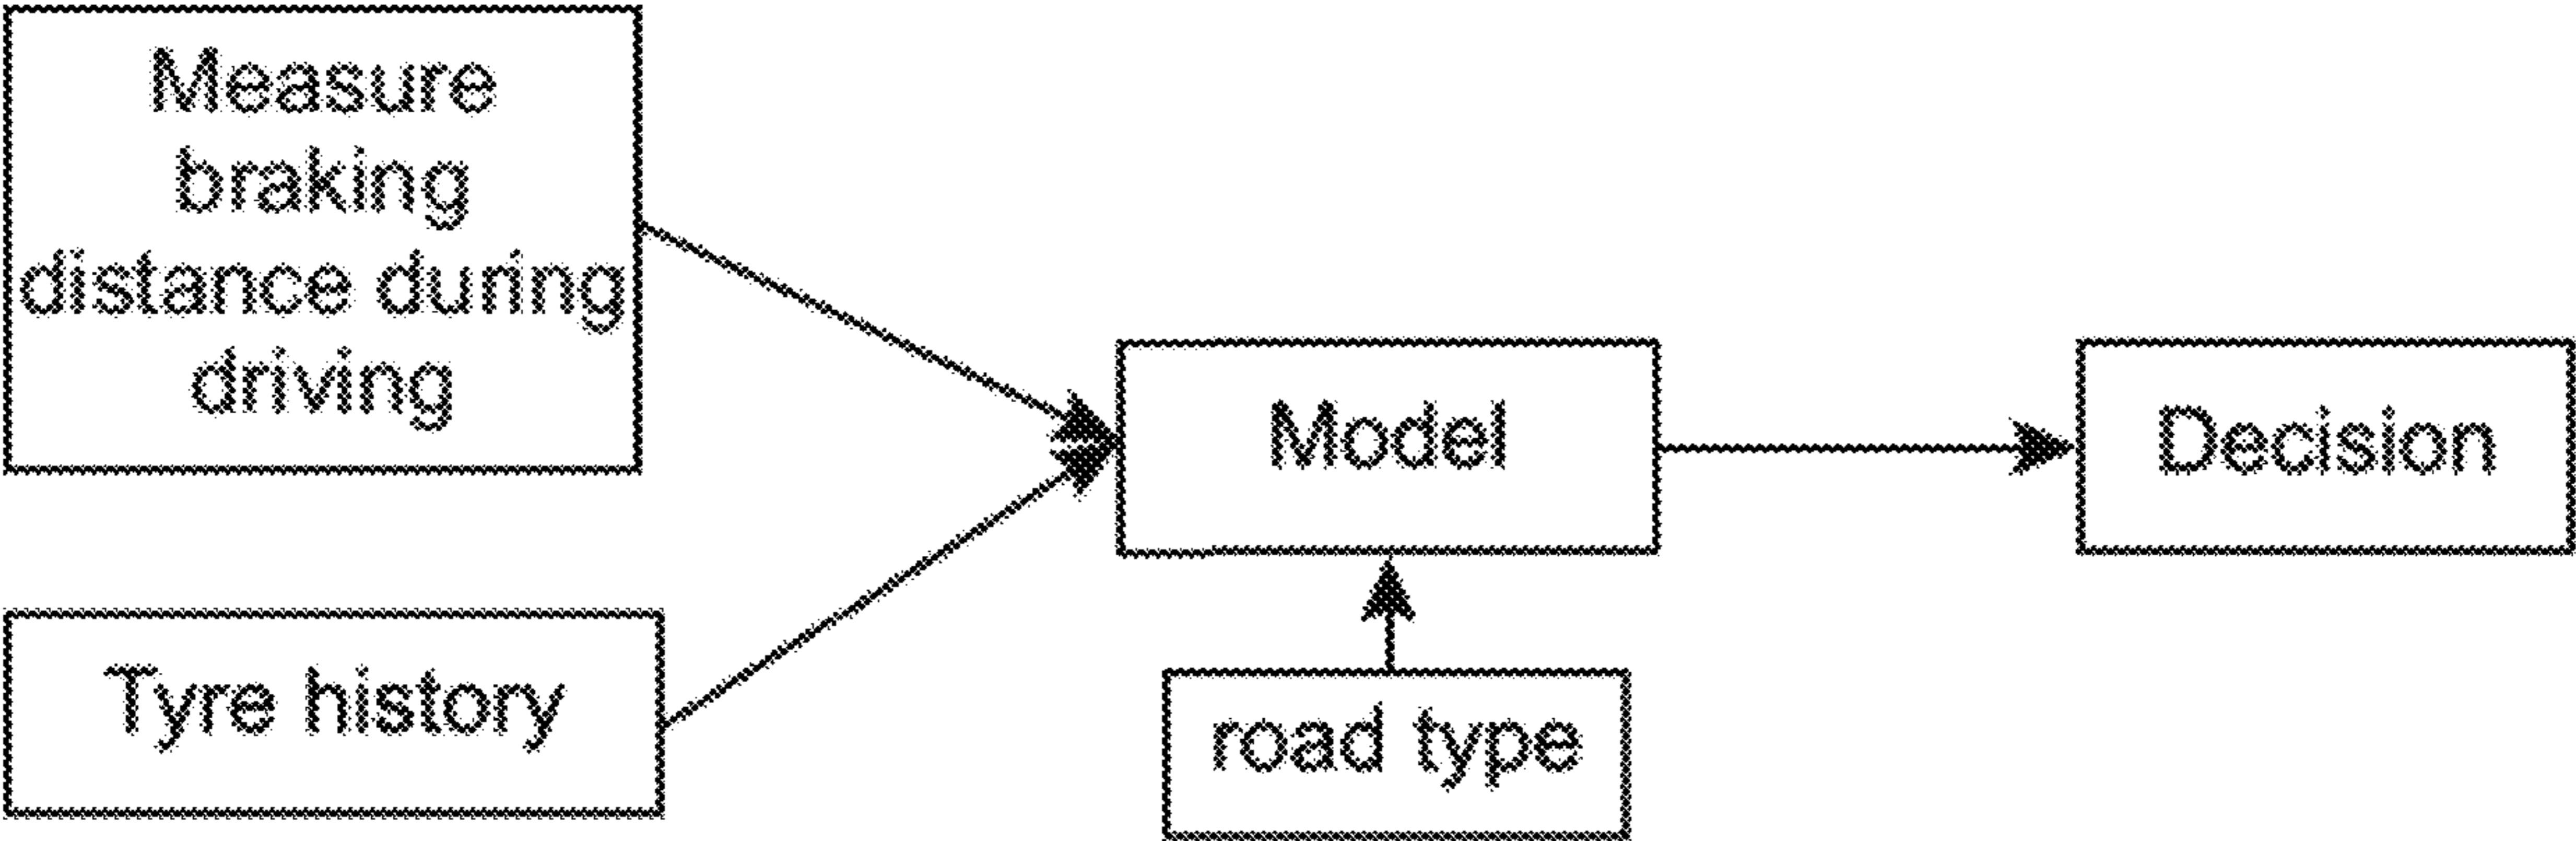 Measure
braking
distance during
driving
Model
Decision
Tyre history
road type